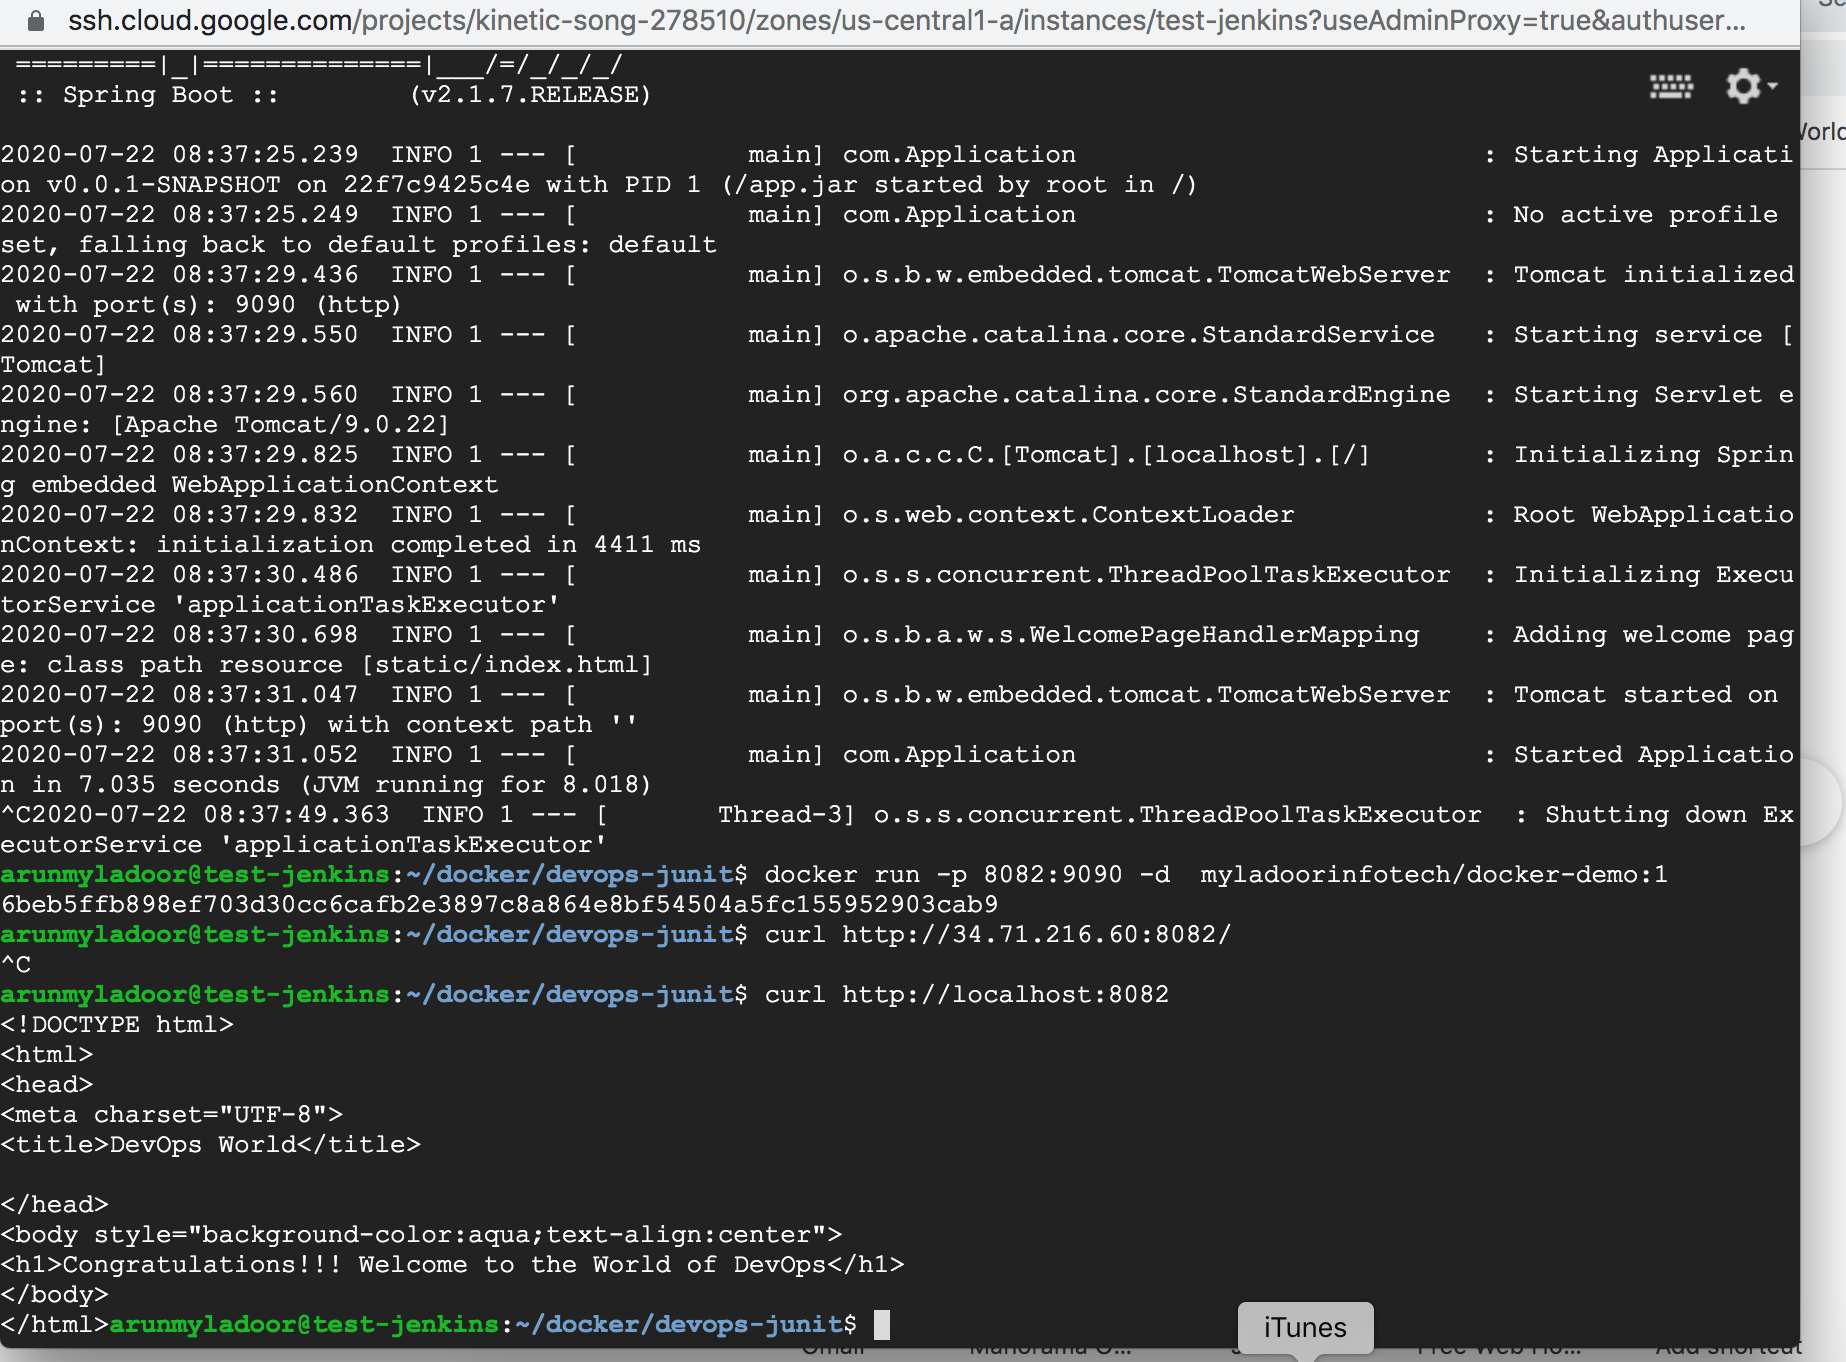 ssh.cloud.google.com/projects/kinetic-song-278510/zones/us-central1-a/instances/test-jenkins?useAdminProxy=true&authuser...
=========|_|==============|___/=/_/_/_/
:: Spring Boot ::        (v2.1.7.RELEASE)
2020-07-22 08:37:25.239  INFO 1 --- [           main] com.Application                          : Starting Applicati
on v0.0.1-SNAPSHOT on 22f7c9425c4e with PID 1 (/app.jar started by root in /)
2020-07-22 08:37:25.249  INFO 1 --- [           main] com.Application                          : No active profile
set, falling back to default profiles: default
2020-07-22 08:37:29.436  INFO 1 --- [           main] o.s.b.w.embedded.tomcat.TomcatWebServer  : Tomcat initialized
with port(s): 9090 (http)
2020-07-22 08:37:29.550  INFO 1 --- [           main] o.apache.catalina.core.StandardService   : Starting service [
Tomcat]
2020-07-22 08:37:29.560  INFO 1 --- [           main] org.apache.catalina.core.StandardEngine  : Starting Servlet e
ngine: [Apache Tomcat/9.0.22]
2020-07-22 08:37:29.825  INFO 1 --- [           main] o.a.c.c.C.[Tomcat].[localhost].[/]       : Initializing Sprin
g embedded WebApplicationContext
2020-07-22 08:37:29.832  INFO 1 --- [           main] o.s.web.context.ContextLoader            : Root WebApplicatio
nContext: initialization completed in 4411 ms
2020-07-22 08:37:30.486  INFO 1 --- [           main] o.s.s.concurrent.ThreadPoolTaskExecutor  : Initializing Execu
torService 'applicationTaskExecutor'
2020-07-22 08:37:30.698  INFO 1 --- [           main] o.s.b.a.w.s.WelcomePageHandlerMapping    : Adding welcome pag
e: class path resource [static/index.html]
2020-07-22 08:37:31.047  INFO 1 --- [           main] o.s.b.w.embedded.tomcat.TomcatWebServer  : Tomcat started on
port(s): 9090 (http) with context path ''
2020-07-22 08:37:31.052  INFO 1 --- [           main] com.Application                          : Started Applicatio
n in 7.035 seconds (JVM running for 8.018)
^C2020-07-22 08:37:49.363  INFO 1 --- [       Thread-3] o.s.s.concurrent.ThreadPoolTaskExecutor  : Shutting down Ex
ecutorService 'applicationTaskExecutor'
arunmyladoor@test-jenkins:~/docker/devops-junit$ docker run -p 8082:9090 -d  myladoorinfotech/docker-demo:1
6beb5ffb898ef703d30cc6cafb2e3897c8a864e8bf54504a5fc155952903cab9
arunmyladoor@test-jenkins:~/docker/devops-junit$ curl http://34.71.216.60:8082/
^C
arunmyladoor@test-jenkins:~/docker/devops-junit$ curl http://localhost:8082
<!DOCTYPE html>
<html>
<head>
<meta charset="UTF-8">
<title>DevOps World</title>
</head>
<body style="background-color:aqua;text-align:center">
<h1>Congratulations!!! Welcome to the World of DevOps</h1>
</body>
</html>arunmyladoor@test-jenkins:~/docker/devops-junit$
iTunes